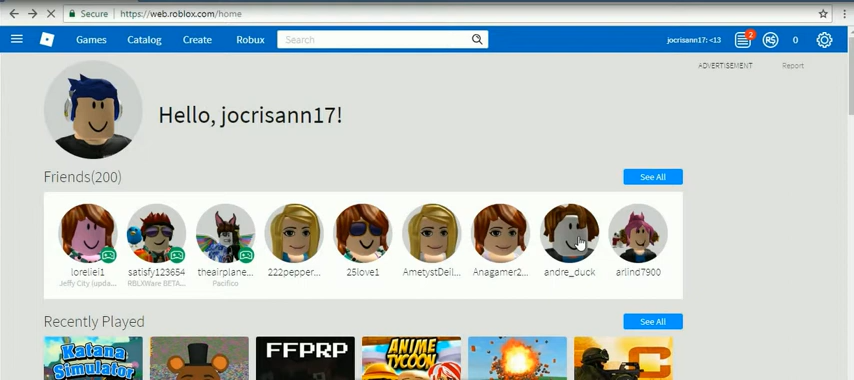 Secure https://web.roblox.com/home
Games Catalog Create Robux Search jocrisann17: <13 2 R$ 0
ADVERTISEMENT Report
Hello, jocrisann17!
Friends(200) See All
loreliei1 satisfy123654 theairplane... 222pepper... 25love1 AmetystDeil... Anagamer2... andre_duck arlind7900
Jeffy City (upda... RBLXWare BETA... Pacifico
Recently Played See All
Katana Simulator
FFPRP
ANIME TYCOON
C